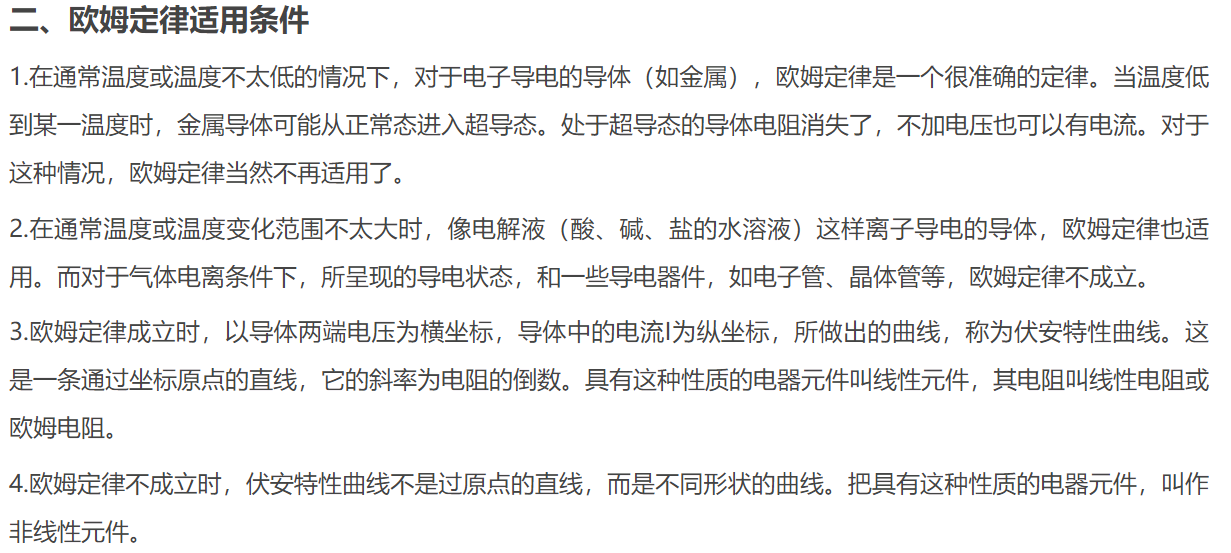 二、欧姆定律适用条件
1.在通常温度或温度不太低的情况下，对于电子导电的导体（如金属），欧姆定律是一个很准确的定律。当温度低
到某一温度时，金属导体可能从正常态进入超导态。处于超导态的导体电阻消失了，不加电压也可以有电流。对于
这种情况，欧姆定律当然不再适用了。
2.在通常温度或温度变化范围不太大时，像电解液（酸、碱、盐的水溶液）这样离子导电的导体，欧姆定律也适
用。而对于气体电离条件下，所呈现的导电状态，和一些导电器件，如电子管、晶体管等，欧姆定律不成立。
3.欧姆定律成立时，以导体两端电压为横坐标，导体中的电流I为纵坐标，所做出的曲线，称为伏安特性曲线。这
是一条通过坐标原点的直线，它的斜率为电阻的倒数。具有这种性质的电器元件叫线性元件，其电阻叫线性电阻或
欧姆电阻。
4.欧姆定律不成立时，伏安特性曲线不是过原点的直线，而是不同形状的曲线。把具有这种性质的电器元件，叫作
非线性元件。